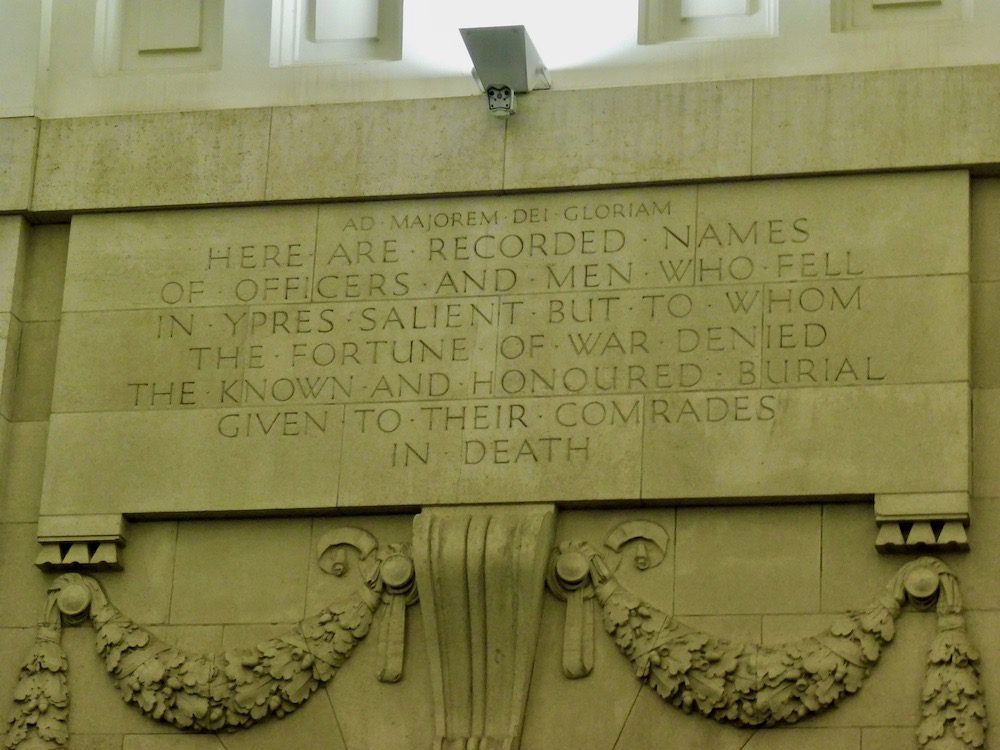 AD · MAJOREM · DEI · GLORIAM
HERE · ARE · RECORDED · NAMES
OF · OFFICERS · AND · MEN · WHO · FELL
IN · YPRES · SALIENT · BUT · TO · WHOM
THE · FORTUNE · OF · WAR · DENIED
THE · KNOWN · AND · HONOURED · BURIAL
GIVEN · TO · THEIR · COMRADES
IN · DEATH